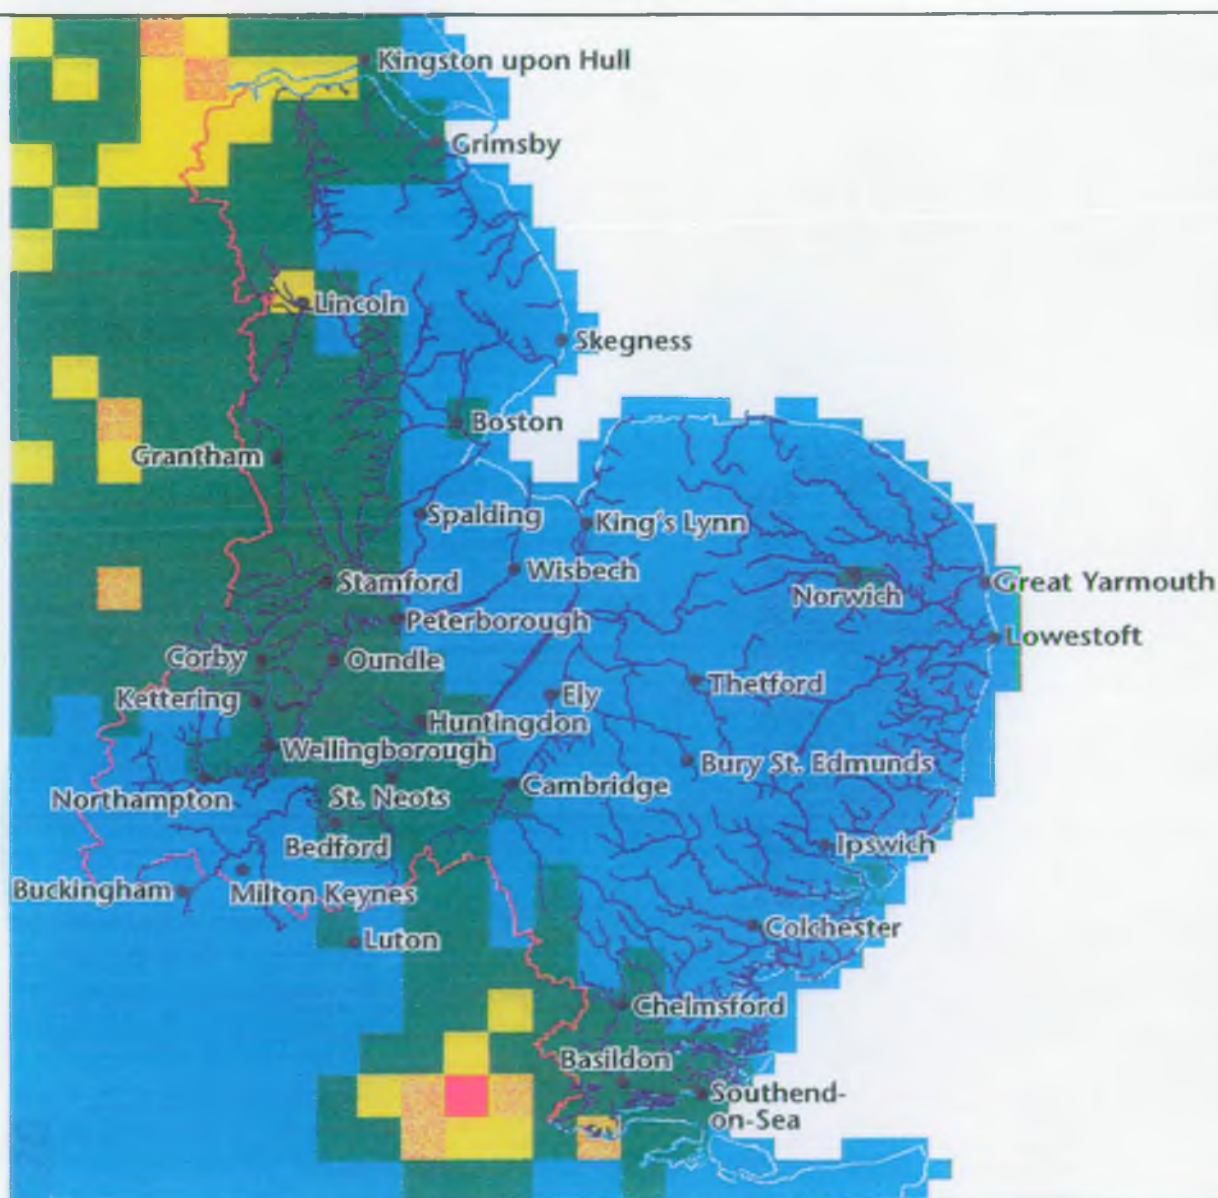 Kingston upon Hull
Grimsby
Lincoln
Skegness
Boston
Grantham
Spalding
King's Lynn
Stamford
Wisbech
Norwich
Great Yarmouth
Peterborough
Lowestoft
Corby
Oundle
Thetford
Kettering
Ely
Huntingdon
Wellingborough
Bury St. Edmunds
Northampton
St. Neots
Cambridge
Bedford
Ipswich
Buckingham
Milton Keynes
Colchester
Luton
Chelmsford
Basildon
Southend-
on-Sea